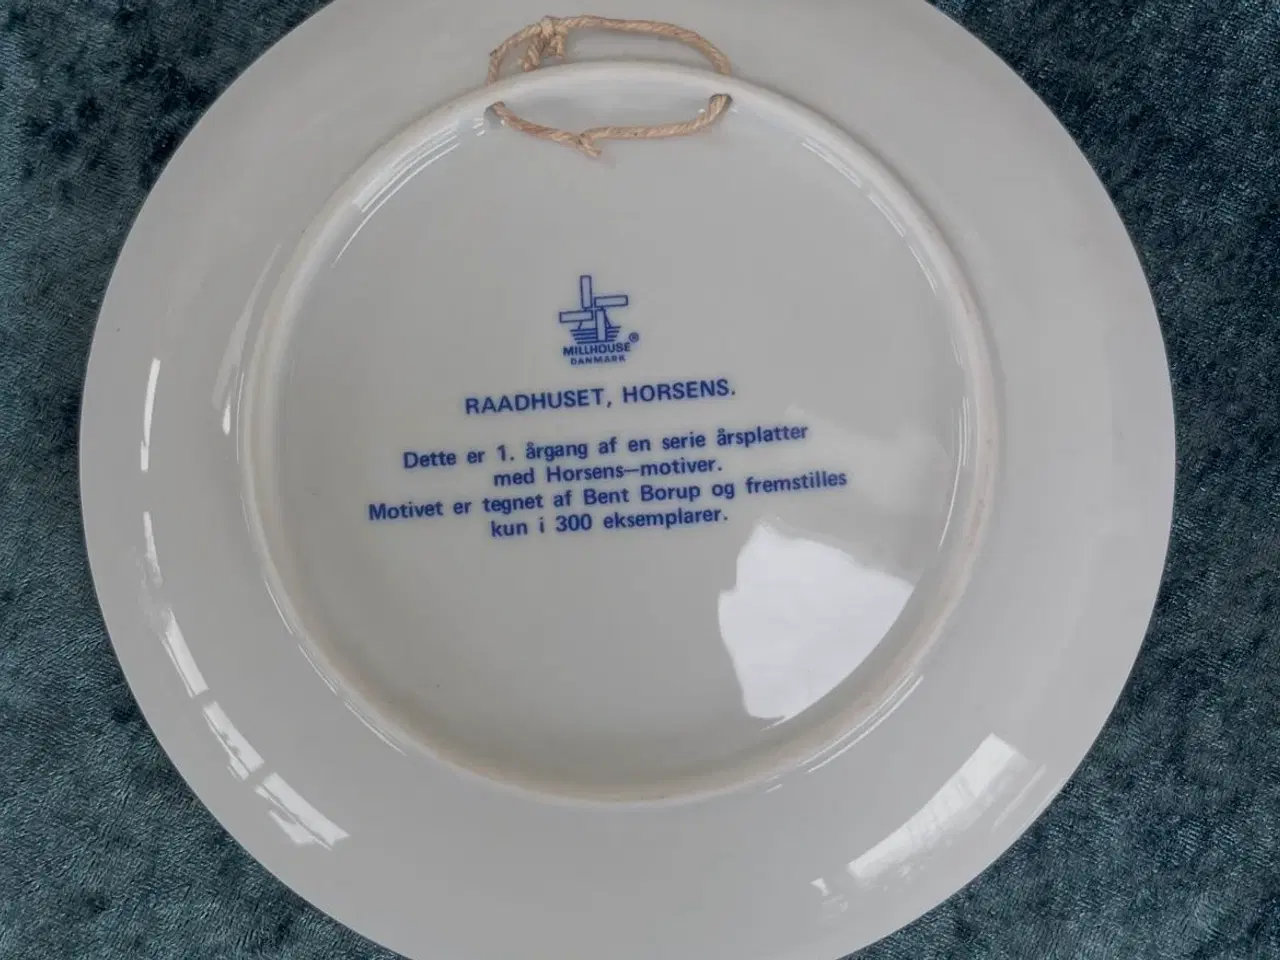 MILLHOUSE®
DANMARK
RAADHUSET, HORSENS.
Dette er 1. årgang af en serie årsplatter
med Horsens—motiver.
Motivet er tegnet af Bent Borup og fremstilles
kun i 300 eksemplarer.